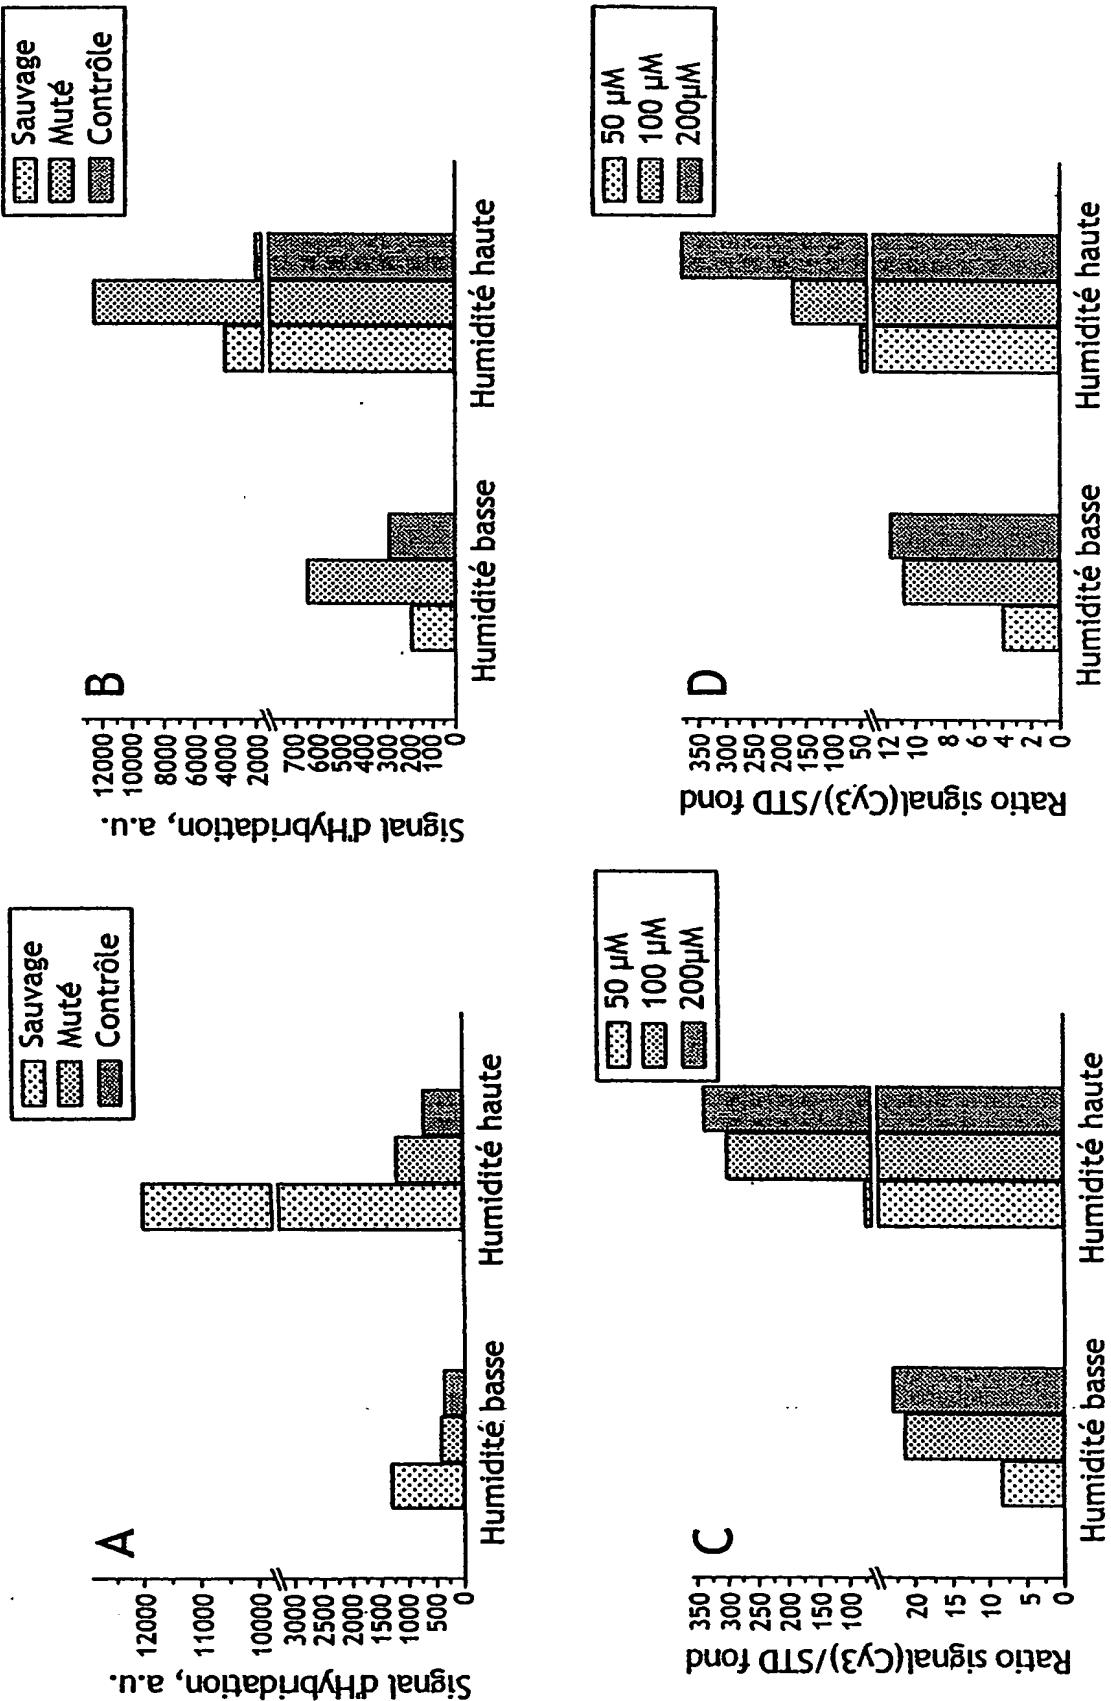 A
Sauvage
Muté
Contrôle
Signal d'Hybridation, a.u.
12000
11000
10000
3000
2500
2000
1500
1000
500
0
Humidité basse
Humidité haute
B
Sauvage
Muté
Contrôle
Signal d'Hybridation, a.u.
12000
10000
8000
6000
4000
2000
700
600
500
400
300
200
100
0
Humidité basse
Humidité haute
C
50 µM
100 µM
200µM
Ratio signal(Cy3)/STD fond
350
300
250
200
150
100
20
15
10
5
0
Humidité basse
Humidité haute
D
50 µM
100 µM
200µM
Ratio signal(Cy3)/STD fond
350
300
250
200
150
100
50
12
10
8
6
4
2
0
Humidité basse
Humidité haute